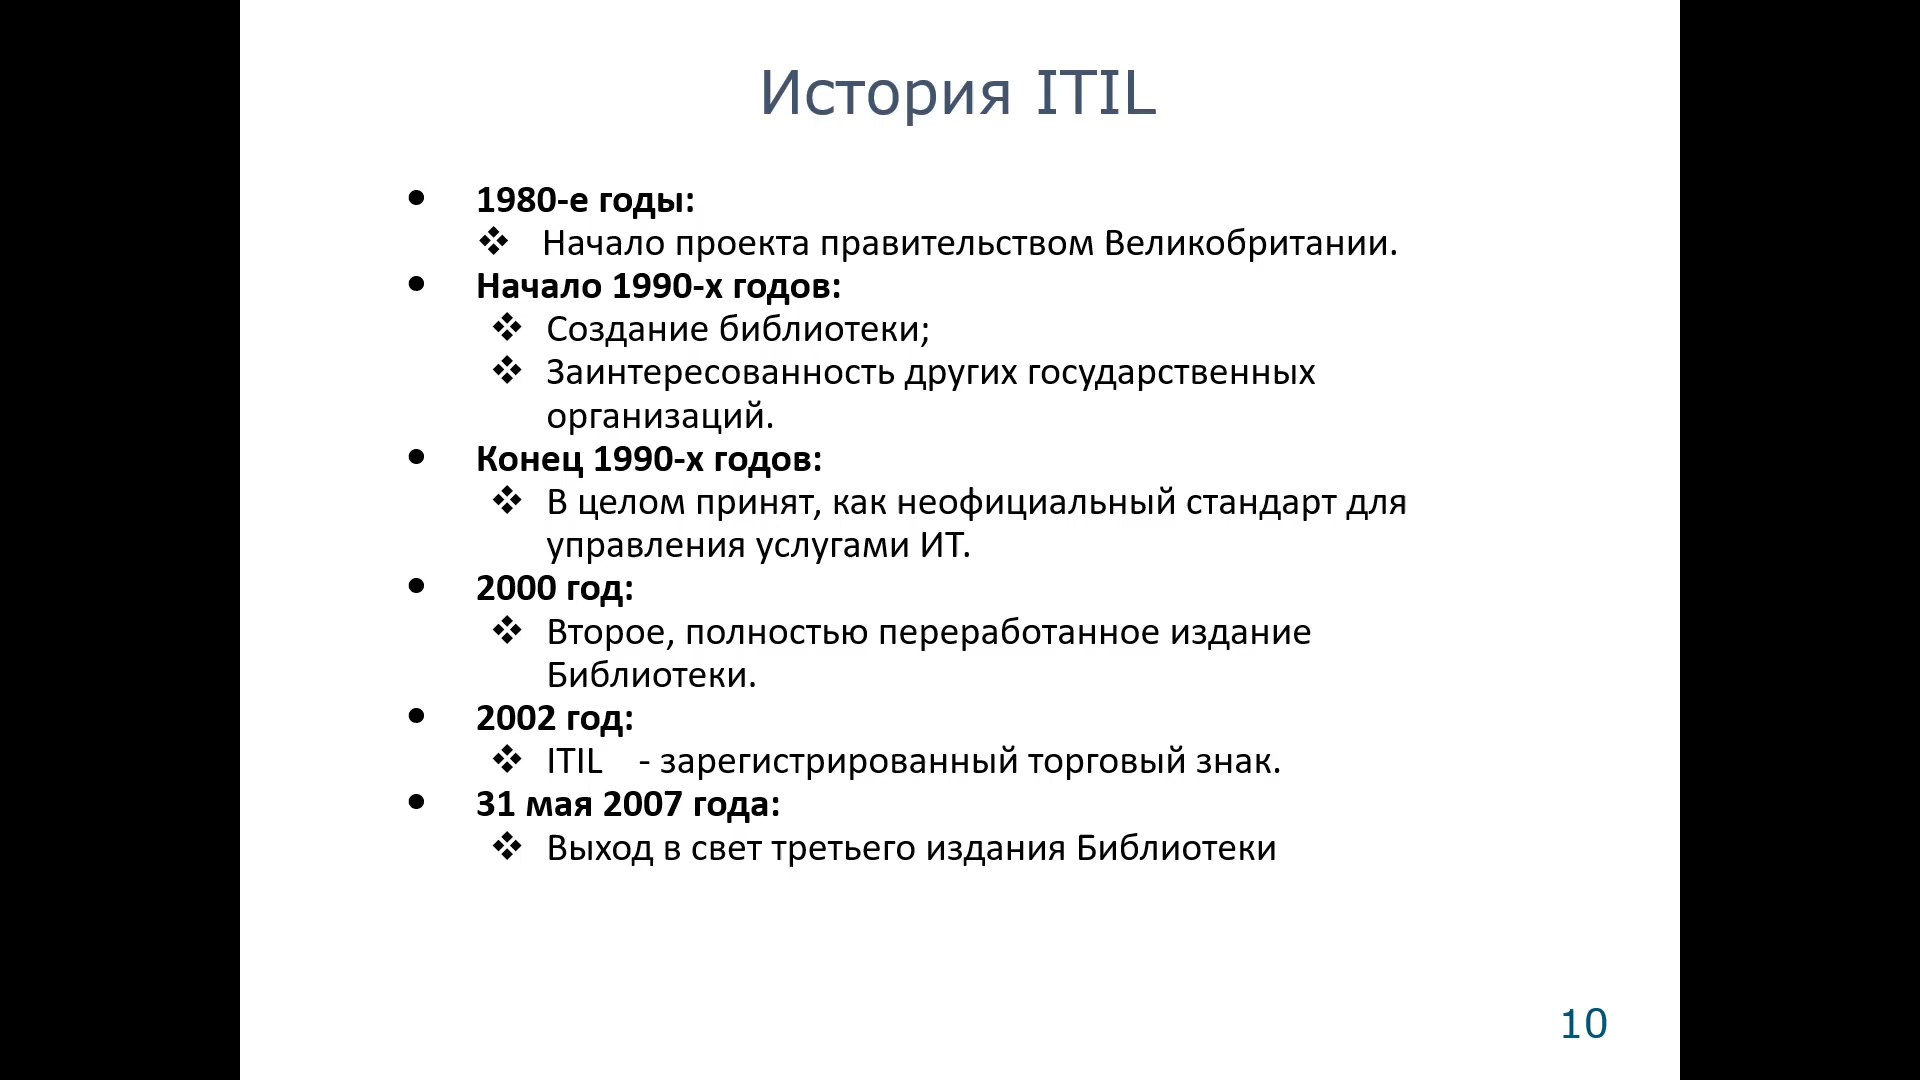 История ITIL
• 1980-е годы:
❖ Начало проекта правительством Великобритании.
• Начало 1990-х годов:
❖ Создание библиотеки;
❖ Заинтересованность других государственных
организаций.
• Конец 1990-х годов:
❖ В целом принят, как неофициальный стандарт для
управления услугами ИТ.
• 2000 год:
❖ Второе, полностью переработанное издание
Библиотеки.
• 2002 год:
❖ ITIL - зарегистрированный торговый знак.
• 31 мая 2007 года:
❖ Выход в свет третьего издания Библиотеки
10